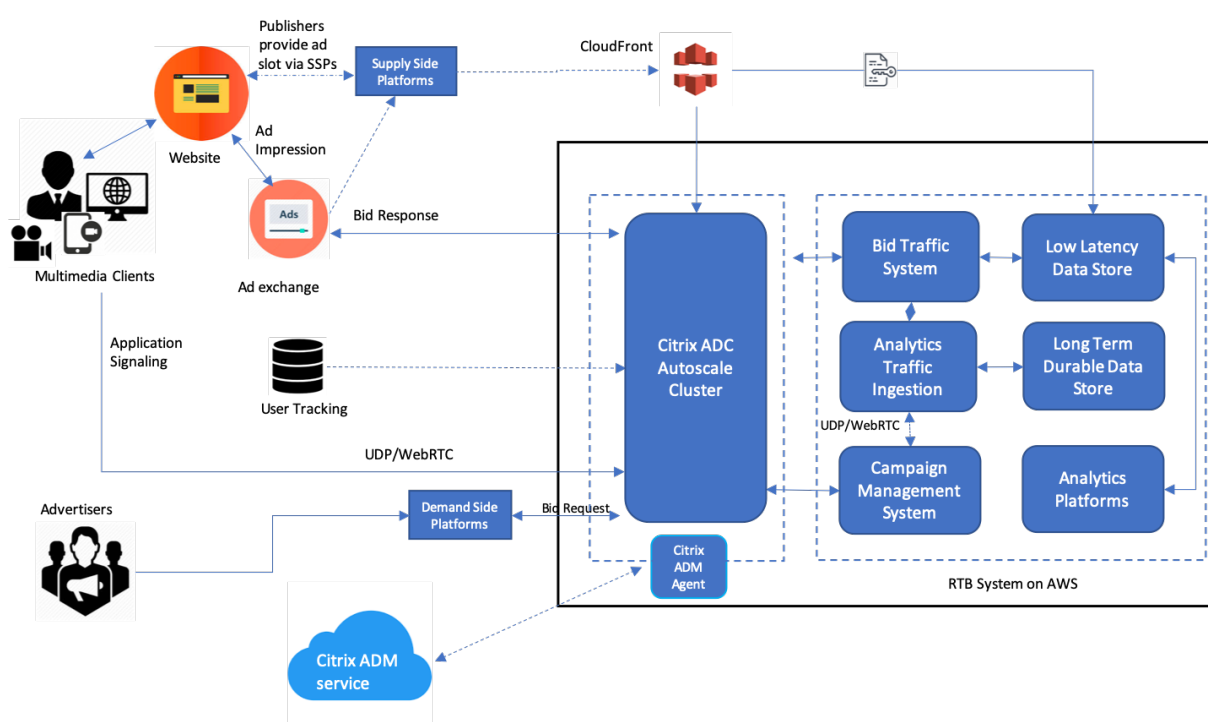 Publishers
provide ad
slot via SSPs
Supply Side
Platforms
CloudFront
Ad
Impression
Website
Ads
Bid Response
Multimedia Clients
Ad exchange
Application
Signaling
User Tracking
UDP/WebRTC
Citrix ADC
Autoscale
Cluster
Bid Traffic
System
Low Latency
Data Store
Analytics
Traffic
Ingestion
Long Term
Durable Data
Store
UDP/WebRTC
Campaign
Management
System
Analytics
Platforms
Advertisers
Demand Side
Platforms
Bid Request
Citrix
ADM
Agent
RTB System on AWS
Citrix ADM
service